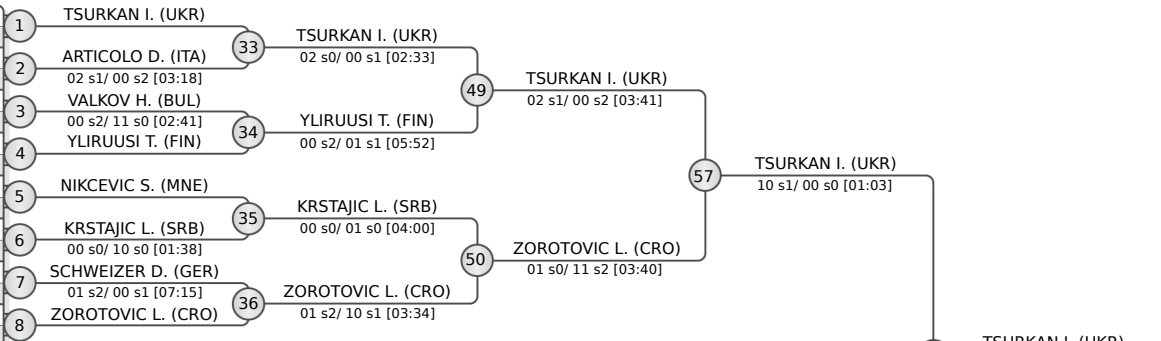 1
TSURKAN I. (UKR)
2
ARTICOLO D. (ITA)
02 s1/ 00 s2 [03:18]
3
VALKOV H. (BUL)
00 s2/ 11 s0 [02:41]
4
YLIRUUSI T. (FIN)
5
NIKCEVIC S. (MNE)
6
KRSTAJIC L. (SRB)
00 s0/ 10 s0 [01:38]
7
SCHWEIZER D. (GER)
01 s2/ 00 s1 [07:15]
8
ZOROTOVIC L. (CRO)
33
TSURKAN I. (UKR)
02 s0/ 00 s1 [02:33]
34
YLIRUUSI T. (FIN)
00 s2/ 01 s1 [05:52]
35
KRSTAJIC L. (SRB)
00 s0/ 01 s0 [04:00]
36
ZOROTOVIC L. (CRO)
01 s2/ 10 s1 [03:34]
49
TSURKAN I. (UKR)
02 s1/ 00 s2 [03:41]
50
ZOROTOVIC L. (CRO)
01 s0/ 11 s2 [03:40]
57
TSURKAN I. (UKR)
10 s1/ 00 s0 [01:03]
TSURKAN I. (UKR)